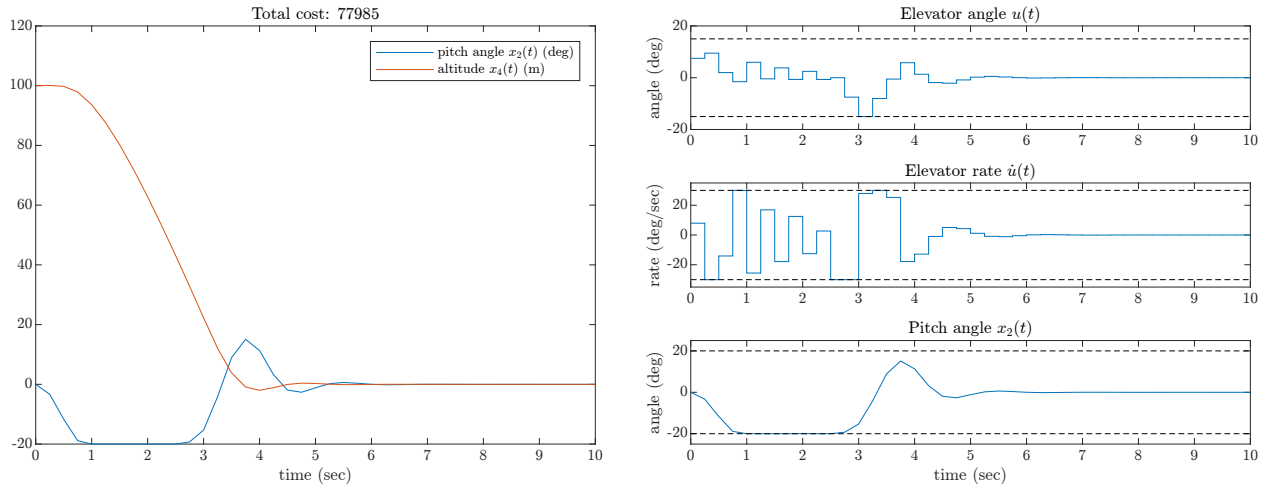 Total cost: 77985
120
100
80
60
40
20
0
-20
pitch angle x₂(t) (deg)
altitude x₄(t) (m)
0 1 2 3 4 5 6 7 8 9 10
time (sec)
Elevator angle u(t)
angle (deg)
20
0
-20
0 1 2 3 4 5 6 7 8 9 10
Elevator rate u̇(t)
rate (deg/sec)
20
0
-20
0 1 2 3 4 5 6 7 8 9 10
Pitch angle x₂(t)
angle (deg)
20
0
-20
0 1 2 3 4 5 6 7 8 9 10
time (sec)